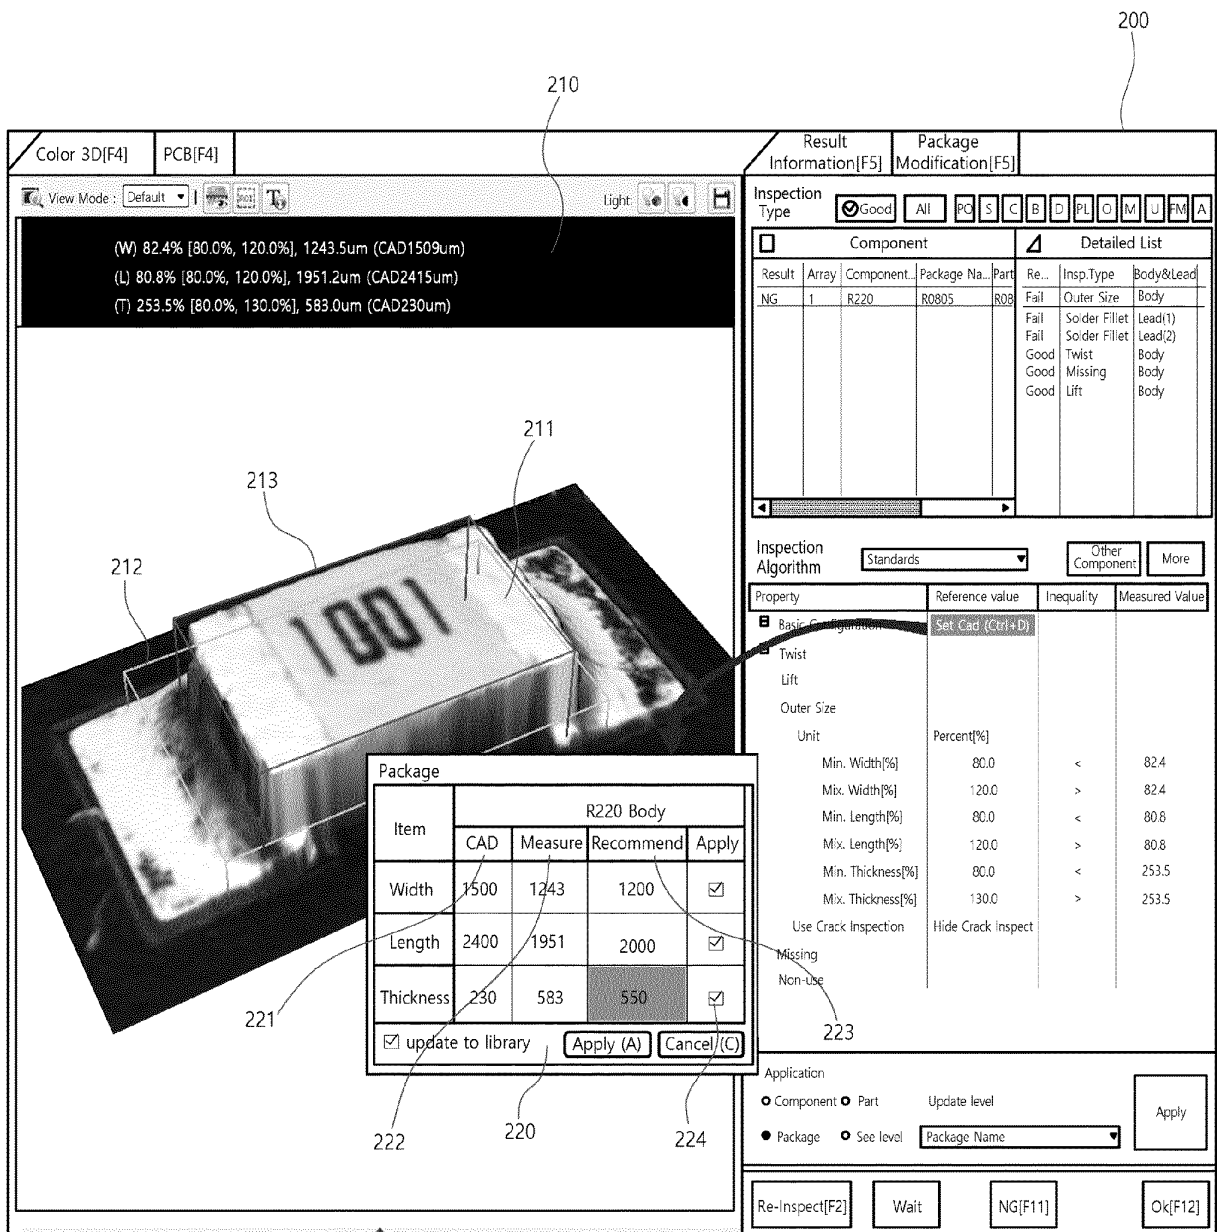 200
210
Color 3D[F4]
PCB[F4]
Result Information[F5]
Package Modification[F5]
View Mode : Default
Light:
Inspection Type
Good
All
PO S C B D PL O M U FM A
(W) 82.4% [80.0%, 120.0%], 1243.5um (CAD1509um)
(L) 80.8% [80.0%, 120.0%], 1951.2um (CAD2415um)
(T) 253.5% [80.0%, 130.0%], 583.0um (CAD230um)
Component
Result Array Component... Package Na... Part
NG 1 R220 R0805 R08
Detailed List
Re... Insp.Type Body&Lead
Fail Outer Size Body
Fail Solder Fillet Lead(1)
Fail Solder Fillet Lead(2)
Good Twist Body
Good Missing Body
Good Lift Body
211
213
212
1001
Inspection Algorithm
Standards
Other Component
More
Property Reference value Inequality Measured Value
Basic Configuration Set Cad (Ctrl+D)
Twist
Lift
Outer Size
Unit Percent[%]
Min. Width[%] 80.0 < 82.4
Mix. Width[%] 120.0 > 82.4
Min. Length[%] 80.0 < 80.8
Mix. Length[%] 120.0 > 80.8
Min. Thickness[%] 80.0 < 253.5
Mix. Thickness[%] 130.0 > 253.5
Use Crack Inspection Hide Crack Inspect
Missing
Non-use
Package
Item
R220 Body
CAD Measure Recommend Apply
Width 1500 1243 1200
Length 2400 1951 2000
Thickness 230 583 550
update to library
Apply (A)
Cancel (C)
221
222
220
224
223
Application
Component Part Update level
Package See level Package Name
Apply
Re-Inspect[F2]
Wait
NG[F11]
Ok[F12]